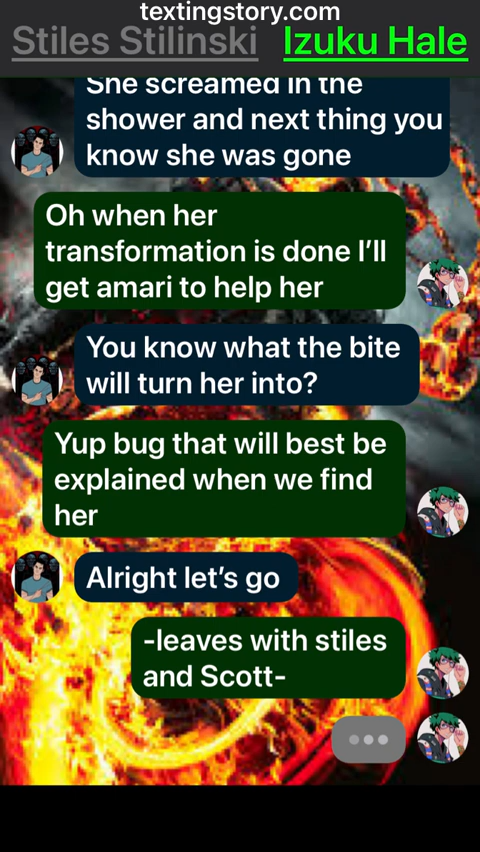 textingstory.com
Stiles Stilinski Izuku Hale
She screamed in the
shower and next thing you
know she was gone
Oh when her
transformation is done I’ll
get amari to help her
You know what the bite
will turn her into?
Yup bug that will best be
explained when we find
her
Alright let’s go
-leaves with stiles
and Scott-